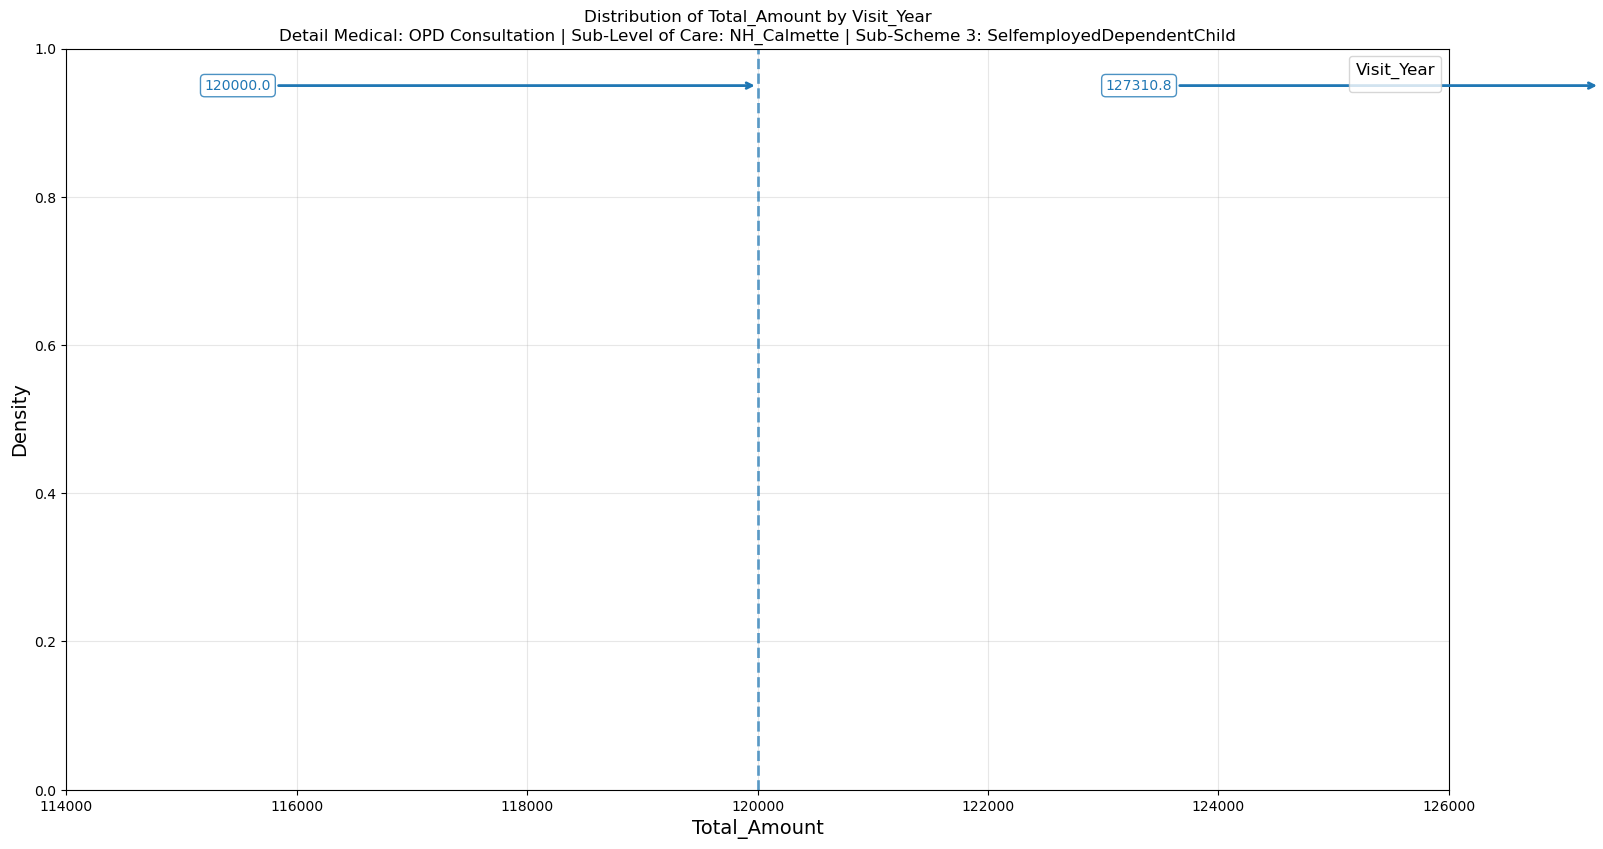 Distribution of Total_Amount by Visit_Year
Detail Medical: OPD Consultation | Sub-Level of Care: NH_Calmette | Sub-Scheme 3: SelfemployedDependentChild
1.0
Visit_Year
120000.0
127310.8
0.8
0.6
Density
0.4
0.2
0.0
114000 116000 118000 120000 122000 124000 126000
Total_Amount